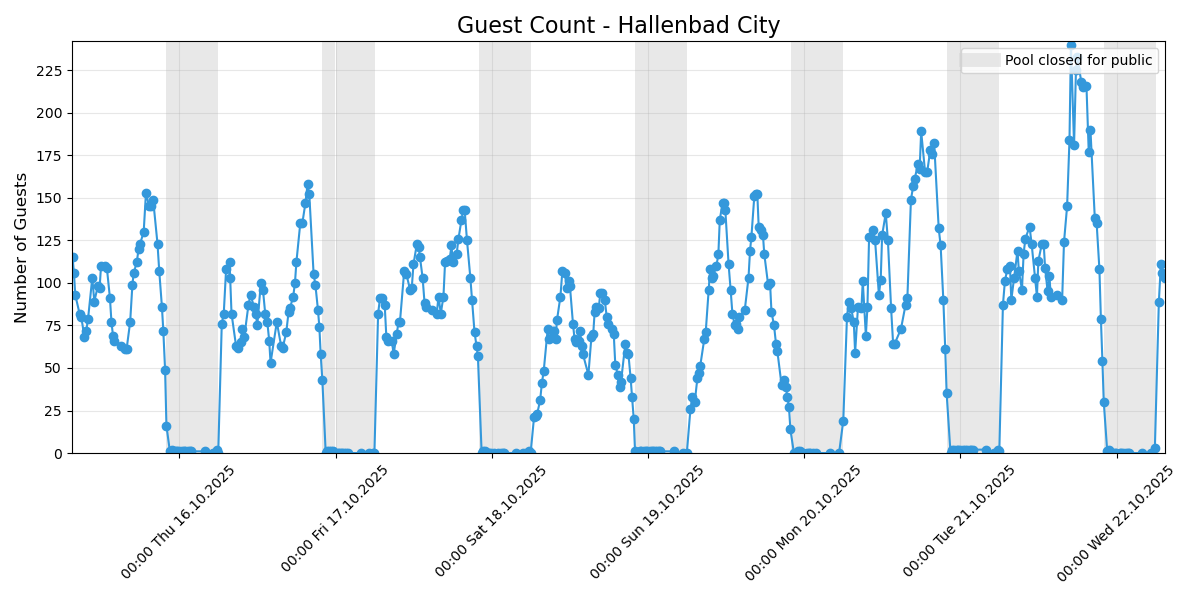 Guest Count - Hallenbad City
Number of Guests
225
200
175
150
125
100
75
50
25
0
Pool closed for public
00:00 Thu 16.10.2025
00:00 Fri 17.10.2025
00:00 Sat 18.10.2025
00:00 Sun 19.10.2025
00:00 Mon 20.10.2025
00:00 Tue 21.10.2025
00:00 Wed 22.10.2025